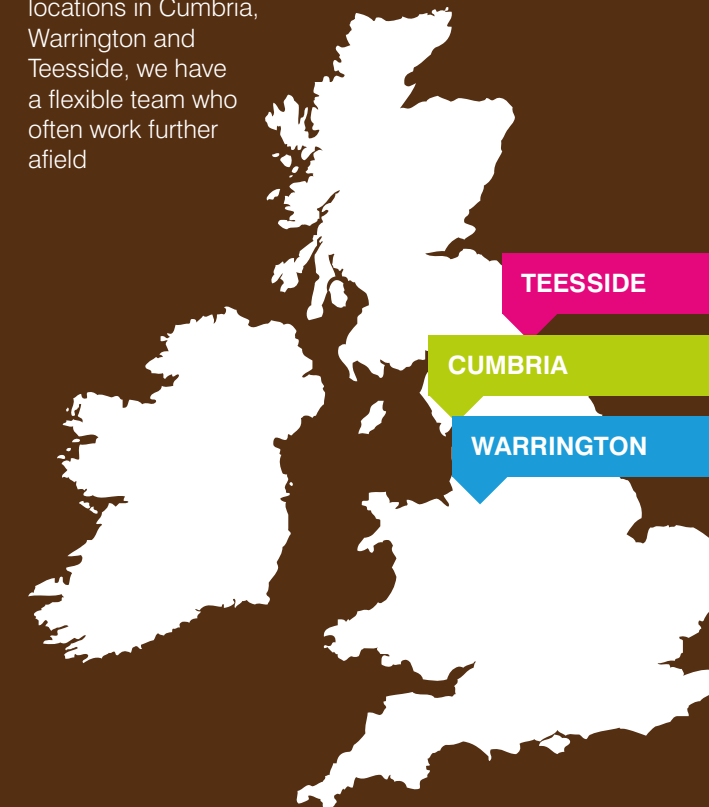 locations in Cumbria,
Warrington and
Teesside, we have
a flexible team who
often work further
afield
TEESSIDE
CUMBRIA
WARRINGTON